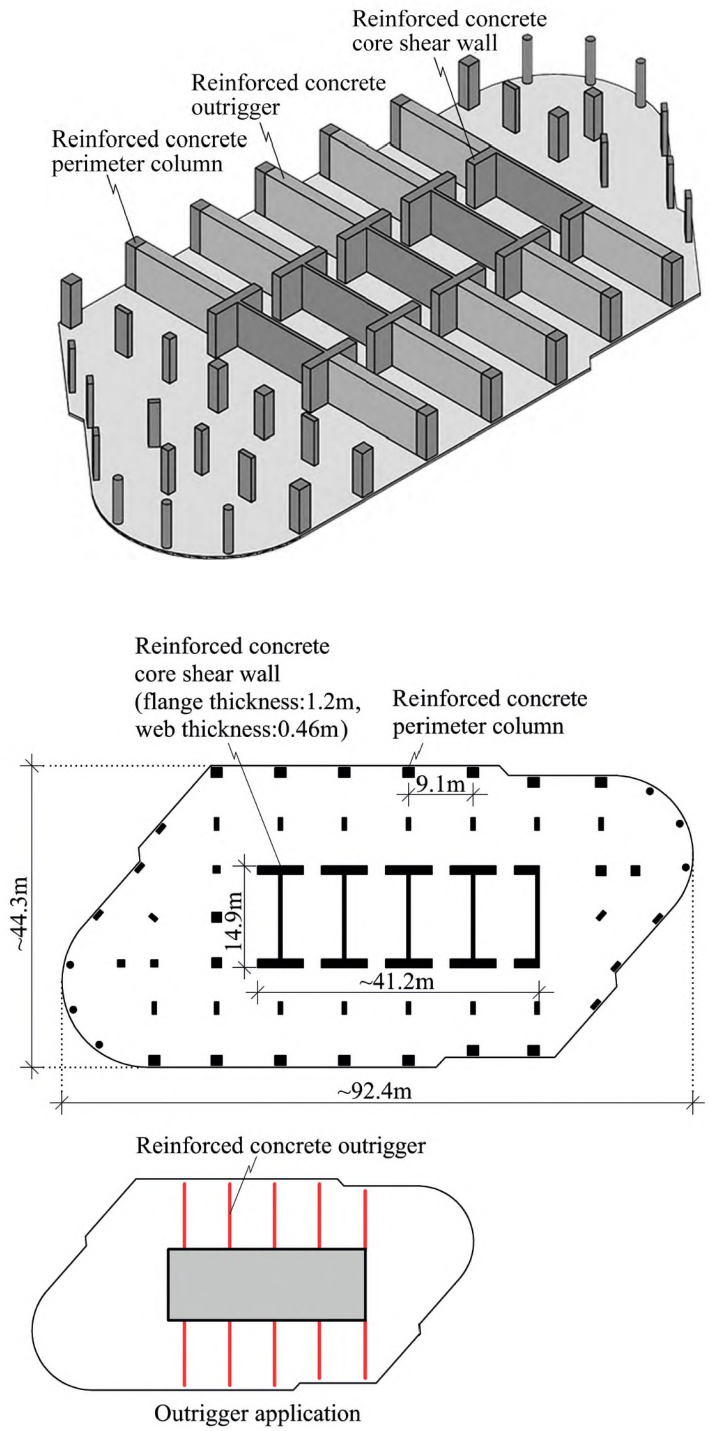 Reinforced concrete
core shear wall
Reinforced concrete
outrigger
Reinforced concrete
perimeter column
Reinforced concrete
core shear wall
(flange thickness:1.2m,
web thickness:0.46m)
Reinforced concrete
perimeter column
9.1m
~44.3m
14.9m
~41.2m
~92.4m
Reinforced concrete outrigger
Outrigger application